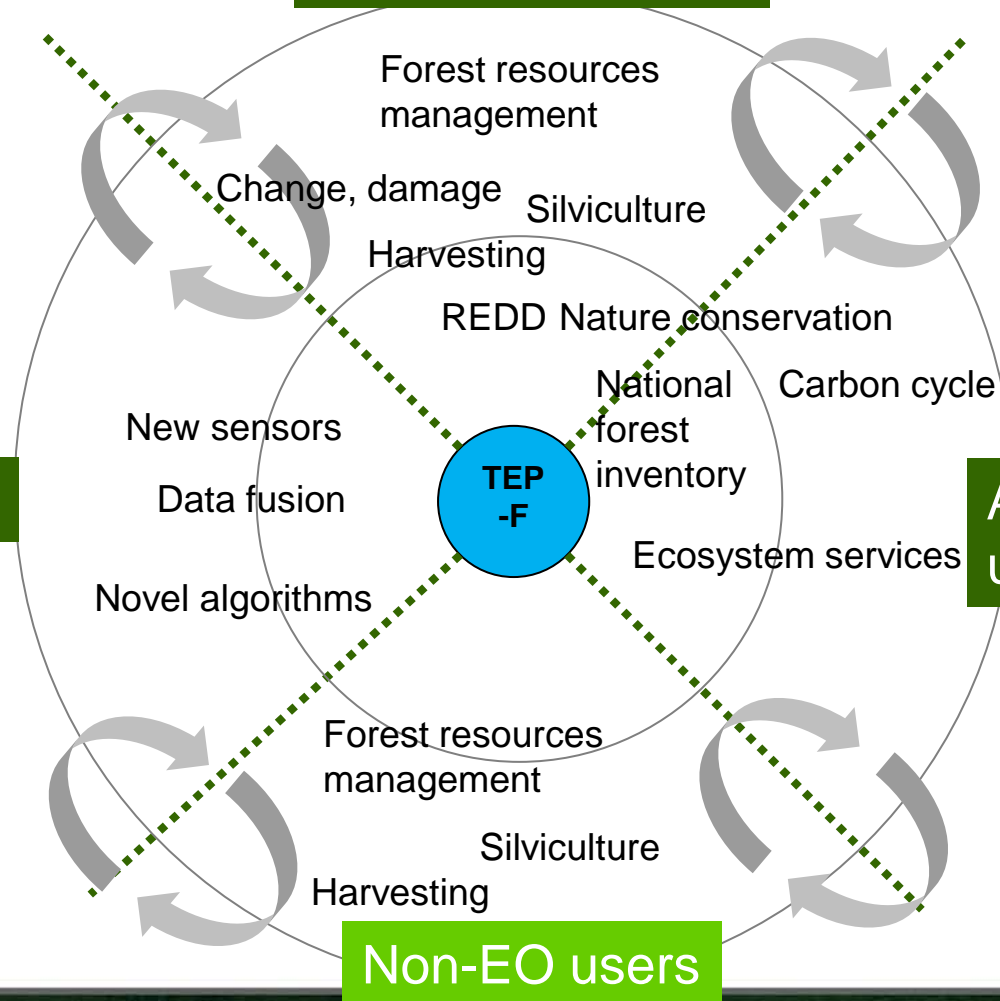 Forest resources
management
Change, damage
Silviculture
Harvesting
REDD Nature conservation
National
forest
inventory
Carbon cycle
New sensors
Data fusion
TEP
-F
Ecosystem services
Novel algorithms
Forest resources
management
Silviculture
Harvesting
Non-EO users